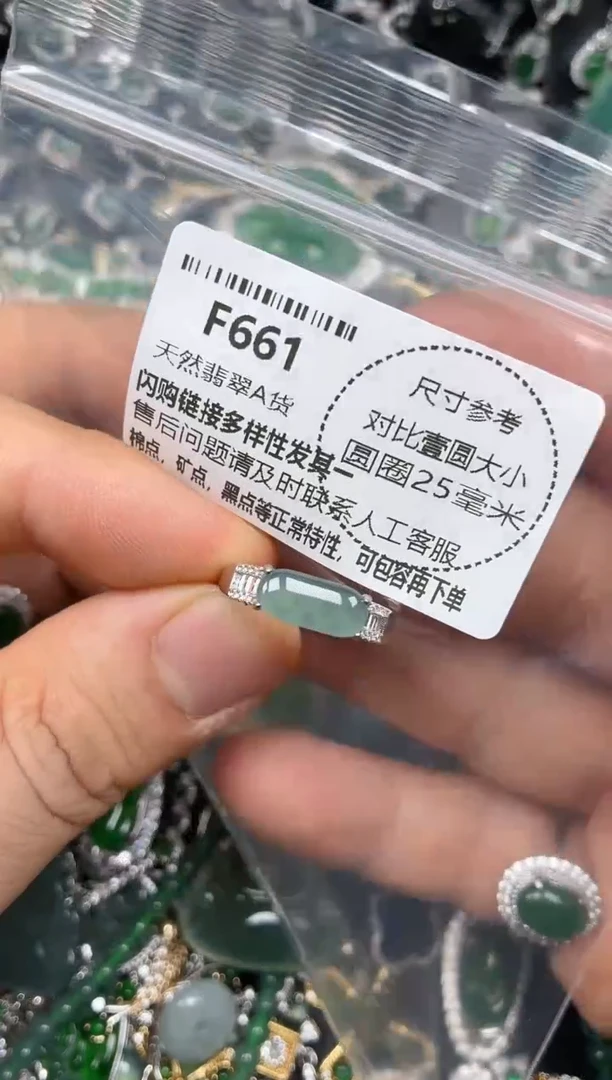 F661
天然翡翠A货
闪购链接多样性发其一
售后问题请及时联系人工客服
棉点，矿点，黑点等正常特性，可包容再下单
尺寸参考
对比壹圆大小
圆圈25毫米